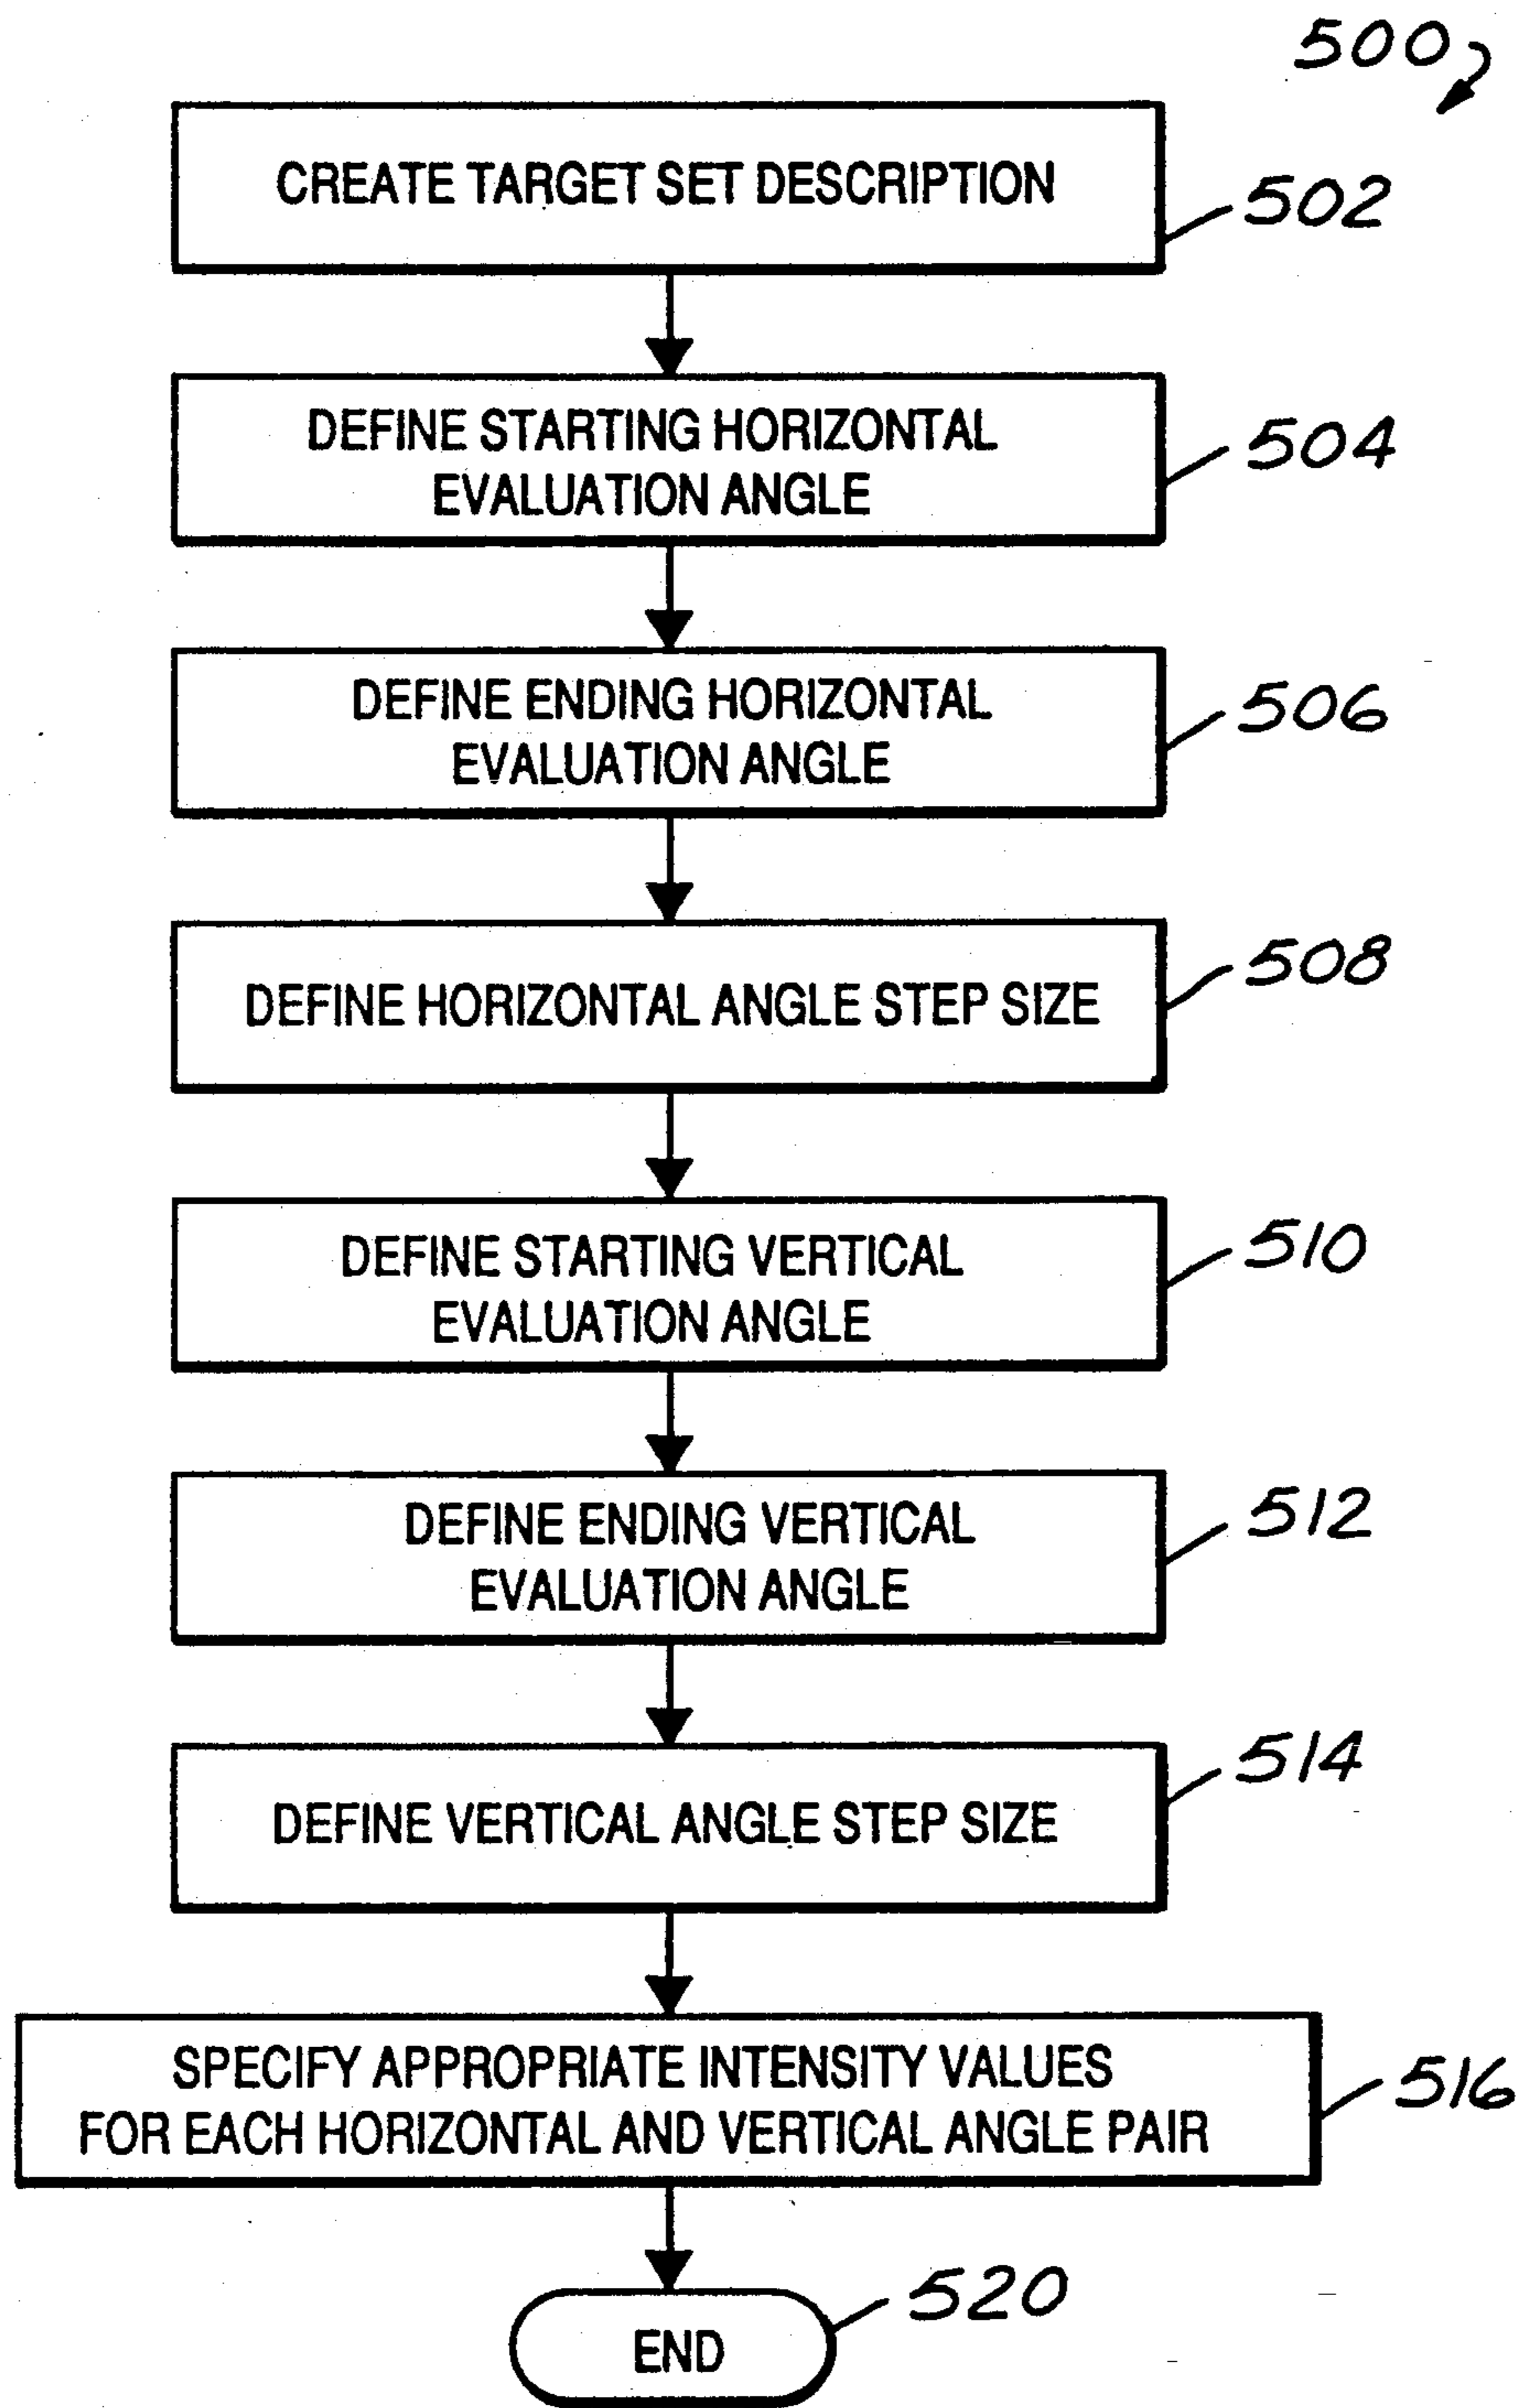 500
CREATE TARGET SET DESCRIPTION
502
DEFINE STARTING HORIZONTAL
EVALUATION ANGLE
504
DEFINE ENDING HORIZONTAL
EVALUATION ANGLE
506
DEFINE HORIZONTAL ANGLE STEP SIZE
508
DEFINE STARTING VERTICAL
EVALUATION ANGLE
510
DEFINE ENDING VERTICAL
EVALUATION ANGLE
512
DEFINE VERTICAL ANGLE STEP SIZE
514
SPECIFY APPROPRIATE INTENSITY VALUES
FOR EACH HORIZONTAL AND VERTICAL ANGLE PAIR
516
END
520